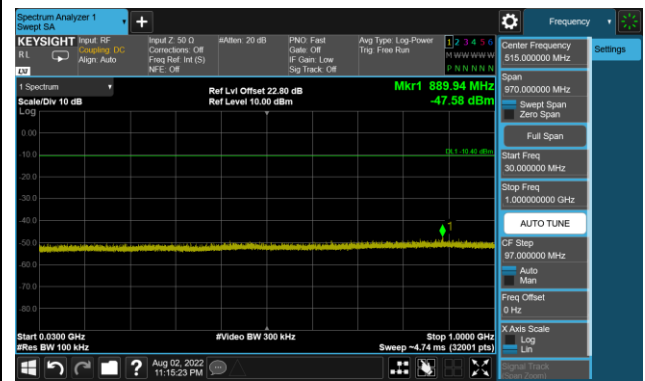 Spectrum Analyzer 1
Swept SA
+
Frequency
KEYSIGHT
RL
LXI
Input: RF
Coupling: DC
Align: Auto
Input Z: 50 Ω
Corrections: Off
Freq Ref: Int (S)
NFE: Off
#Atten: 20 dB
PNO: Fast
Gate: Off
IF Gain: Low
Sig Track: Off
Avg Type: Log-Power
Trig: Free Run
1 2 3 4 5 6
M W W W W W
P N N N N N
1 Spectrum
Scale/Div 10 dB
Log
Ref Lvl Offset 22.80 dB
Ref Level 10.00 dBm
Mkr1 889.94 MHz
-47.58 dBm
0.00
-10.0
-20.0
-30.0
-40.0
-50.0
-60.0
-70.0
-80.0
DL1 -10.40 dBm
1
Start 0.0300 GHz
#Res BW 100 kHz
#Video BW 300 kHz
Stop 1.0000 GHz
Sweep ~4.74 ms (32001 pts)
Center Frequency
515.000000 MHz
Settings
Span
970.000000 MHz
Swept Span
Zero Span
Full Span
Start Freq
30.000000 MHz
Stop Freq
1.000000000 GHz
AUTO TUNE
CF Step
97.000000 MHz
Auto
Man
Freq Offset
0 Hz
X Axis Scale
Log
Lin
Signal Track
(Span Zoom)
?
Aug 02, 2022
11:15:23 PM